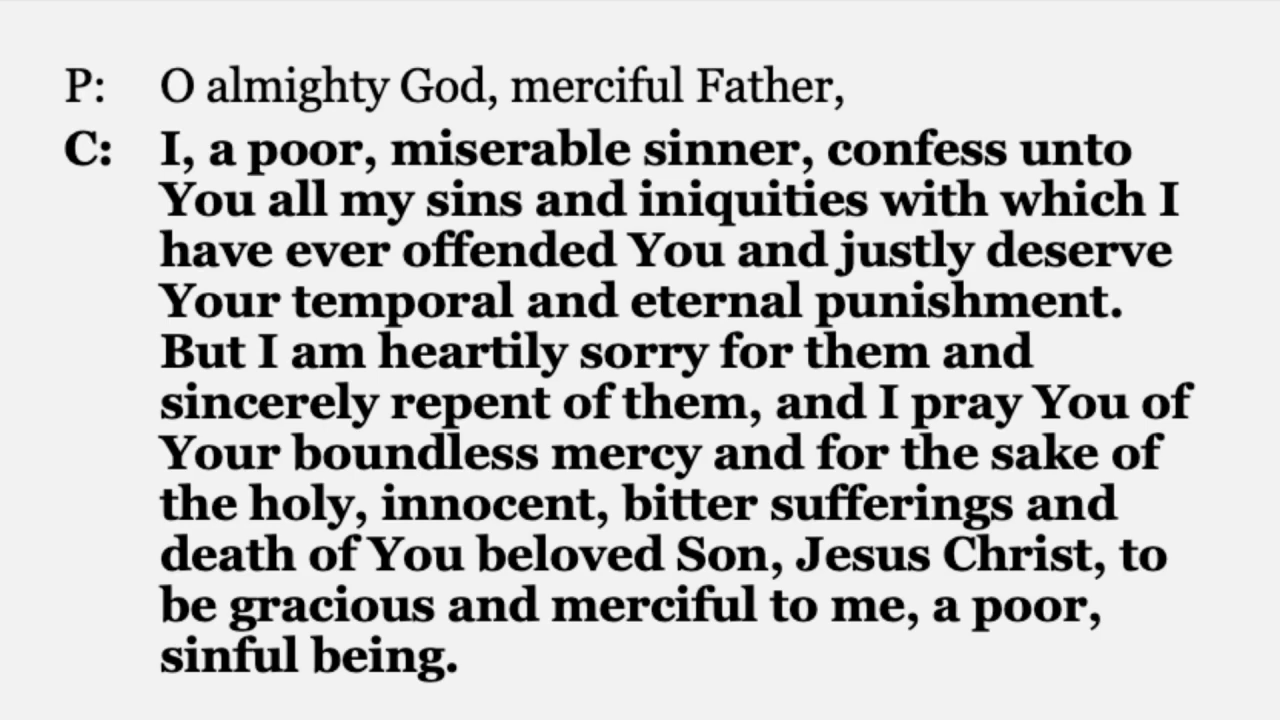 P: O almighty God, merciful Father,
C: I, a poor, miserable sinner, confess unto
You all my sins and iniquities with which I
have ever offended You and justly deserve
Your temporal and eternal punishment.
But I am heartily sorry for them and
sincerely repent of them, and I pray You of
Your boundless mercy and for the sake of
the holy, innocent, bitter sufferings and
death of You beloved Son, Jesus Christ, to
be gracious and merciful to me, a poor,
sinful being.